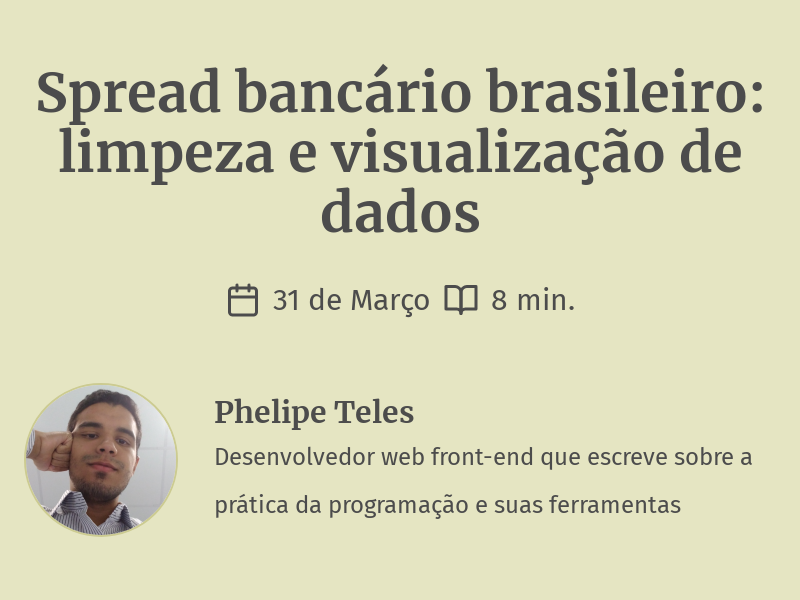 Spread bancário brasileiro:
limpeza e visualização de
dados
31 de Março 8 min.
Phelipe Teles
Desenvolvedor web front-end que escreve sobre a
prática da programação e suas ferramentas